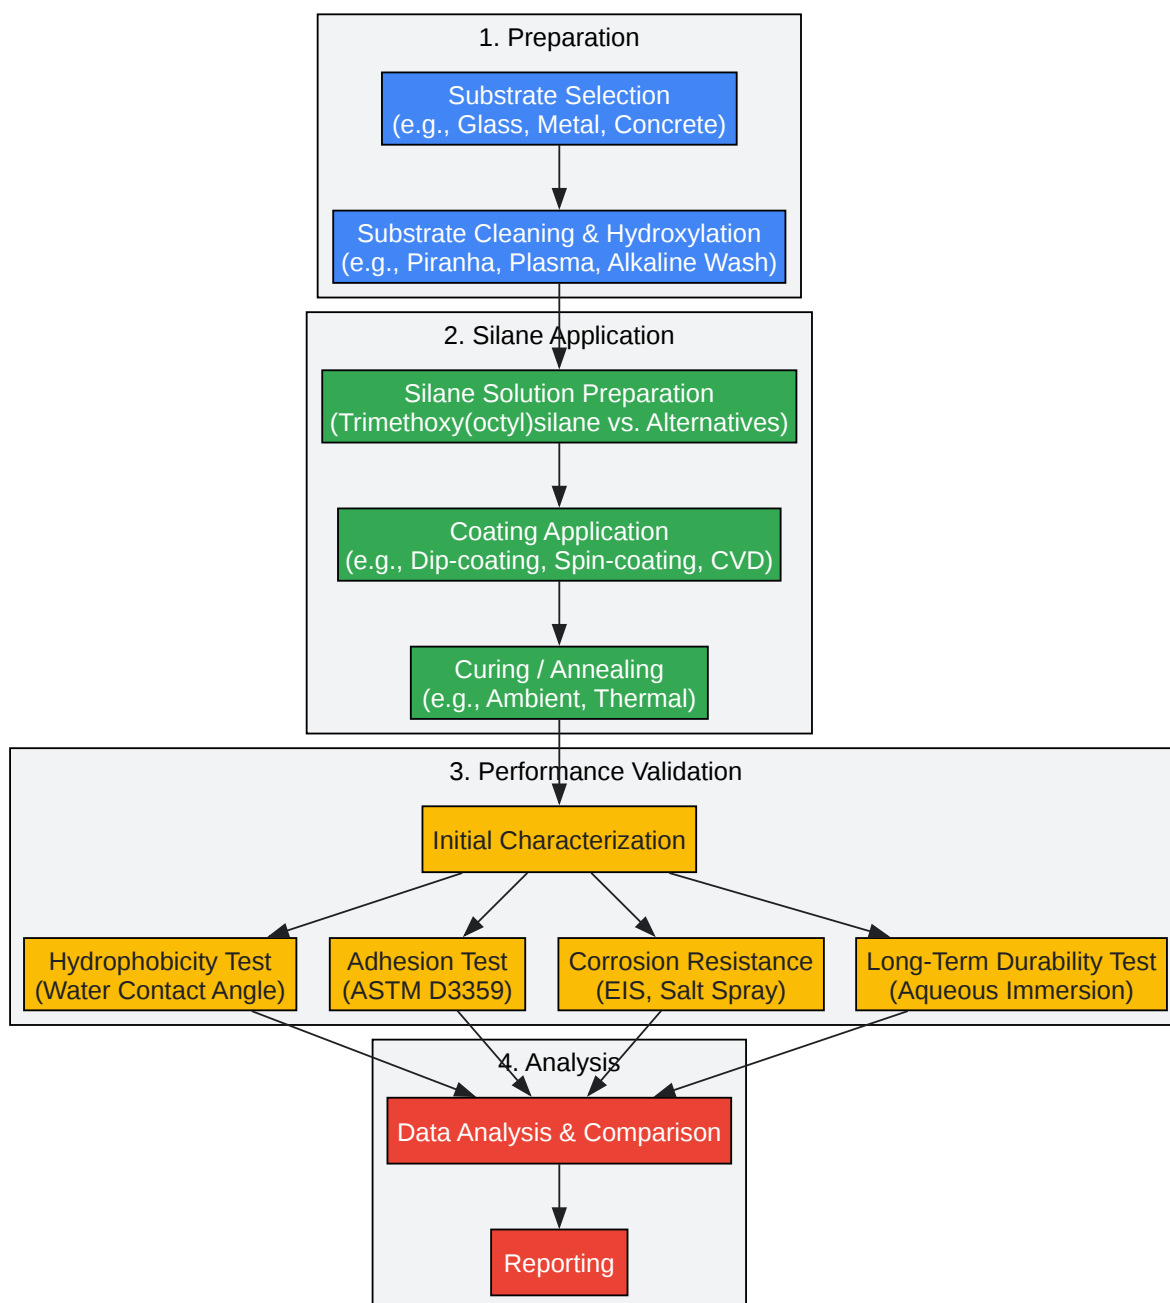 1. Preparation
Substrate Selection
(e.g., Glass, Metal, Concrete)
Substrate Cleaning & Hydroxylation
(e.g., Piranha, Plasma, Alkaline Wash)
2. Silane Application
Silane Solution Preparation
(Trimethoxy(octyl)silane vs. Alternatives)
Coating Application
(e.g., Dip-coating, Spin-coating, CVD)
Curing / Annealing
(e.g., Ambient, Thermal)
3. Performance Validation
Initial Characterization
Hydrophobicity Test
(Water Contact Angle)
Adhesion Test
(ASTM D3359)
Corrosion Resistance
(EIS, Salt Spray)
Long-Term Durability Test
(Aqueous Immersion)
4. Analysis
Data Analysis & Comparison
Reporting